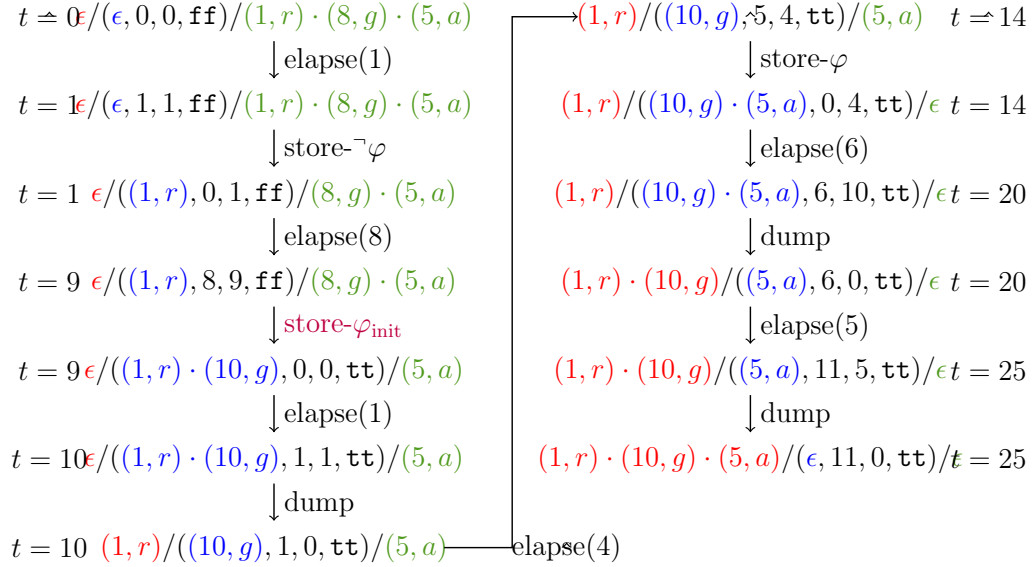 t = 0 ϵ/(ϵ, 0, 0, ff)/(1, r) · (8, g) · (5, a)
elapse(1)
t = 1 ϵ/(ϵ, 1, 1, ff)/(1, r) · (8, g) · (5, a)
store-¬φ
t = 1 ϵ/((1, r), 0, 1, ff)/(8, g) · (5, a)
elapse(8)
t = 9 ϵ/((1, r), 8, 9, ff)/(8, g) · (5, a)
store-φinit
t = 9 ϵ/((1, r) · (10, g), 0, 0, tt)/(5, a)
elapse(1)
t = 10 ϵ/((1, r) · (10, g), 1, 1, tt)/(5, a)
dump
t = 10 (1, r)/((10, g), 1, 0, tt)/(5, a)
elapse(4)
(1, r)/((10, g), 5, 4, tt)/(5, a) t = 14
store-φ
(1, r)/((10, g) · (5, a), 0, 4, tt)/ϵ t = 14
elapse(6)
(1, r)/((10, g) · (5, a), 6, 10, tt)/ϵ t = 20
dump
(1, r) · (10, g)/((5, a), 6, 0, tt)/ϵ t = 20
elapse(5)
(1, r) · (10, g)/((5, a), 11, 5, tt)/ϵ t = 25
dump
(1, r) · (10, g) · (5, a)/(ϵ, 11, 0, tt)/ϵ t = 25